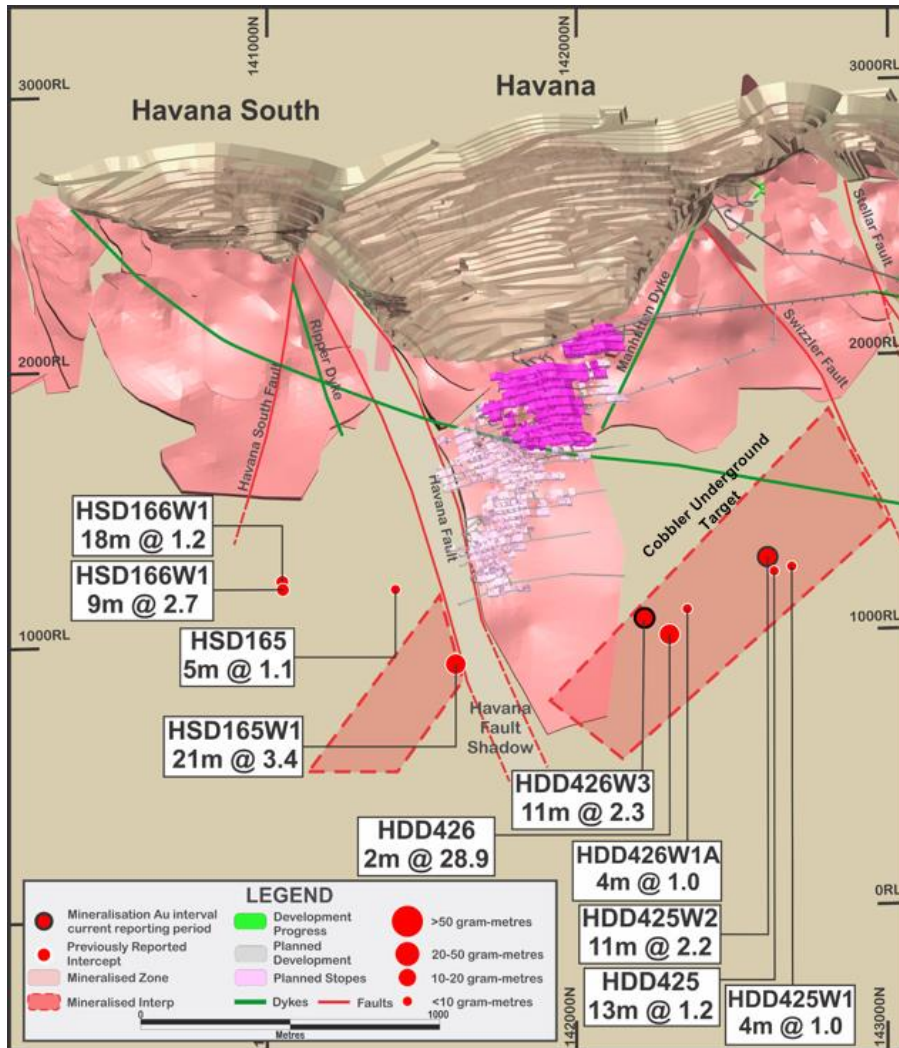 141000
142000
3000RL
3000RL
Havana South
Havana
Stellar Fault
Manhatten Dyke
Swizzler Fault
Ripper Dyke
Havana South Fault
2000RL
2000RL
Havana Fault
Cobbler Underground
Target
HSD166W1
18m @ 1.2
HSD166W1
9m @ 2.7
HSD165
5m @ 1.1
1000RL
1000RL
HSD165W1
21m @ 3.4
Havana
Fault
Shadow
HDD426W3
11m @ 2.3
HDD426
2m @ 28.9
HDD426W1A
4m @ 1.0
HDD425W2
11m @ 2.2
HDD425
13m @ 1.2
HDD425W1
4m @ 1.0
0RL
LEGEND
Mineralisation Au interval
current reporting period
Previously Reported
Intercept
Mineralised Zone
Mineralised Interp
Development
Progress
Planned
Development
Planned Stopes
Dykes
Faults
>50 gram-metres
20-50 gram-metres
10-20 gram-metres
<10 gram-metres
0
1000
Metres
142000N
143000N